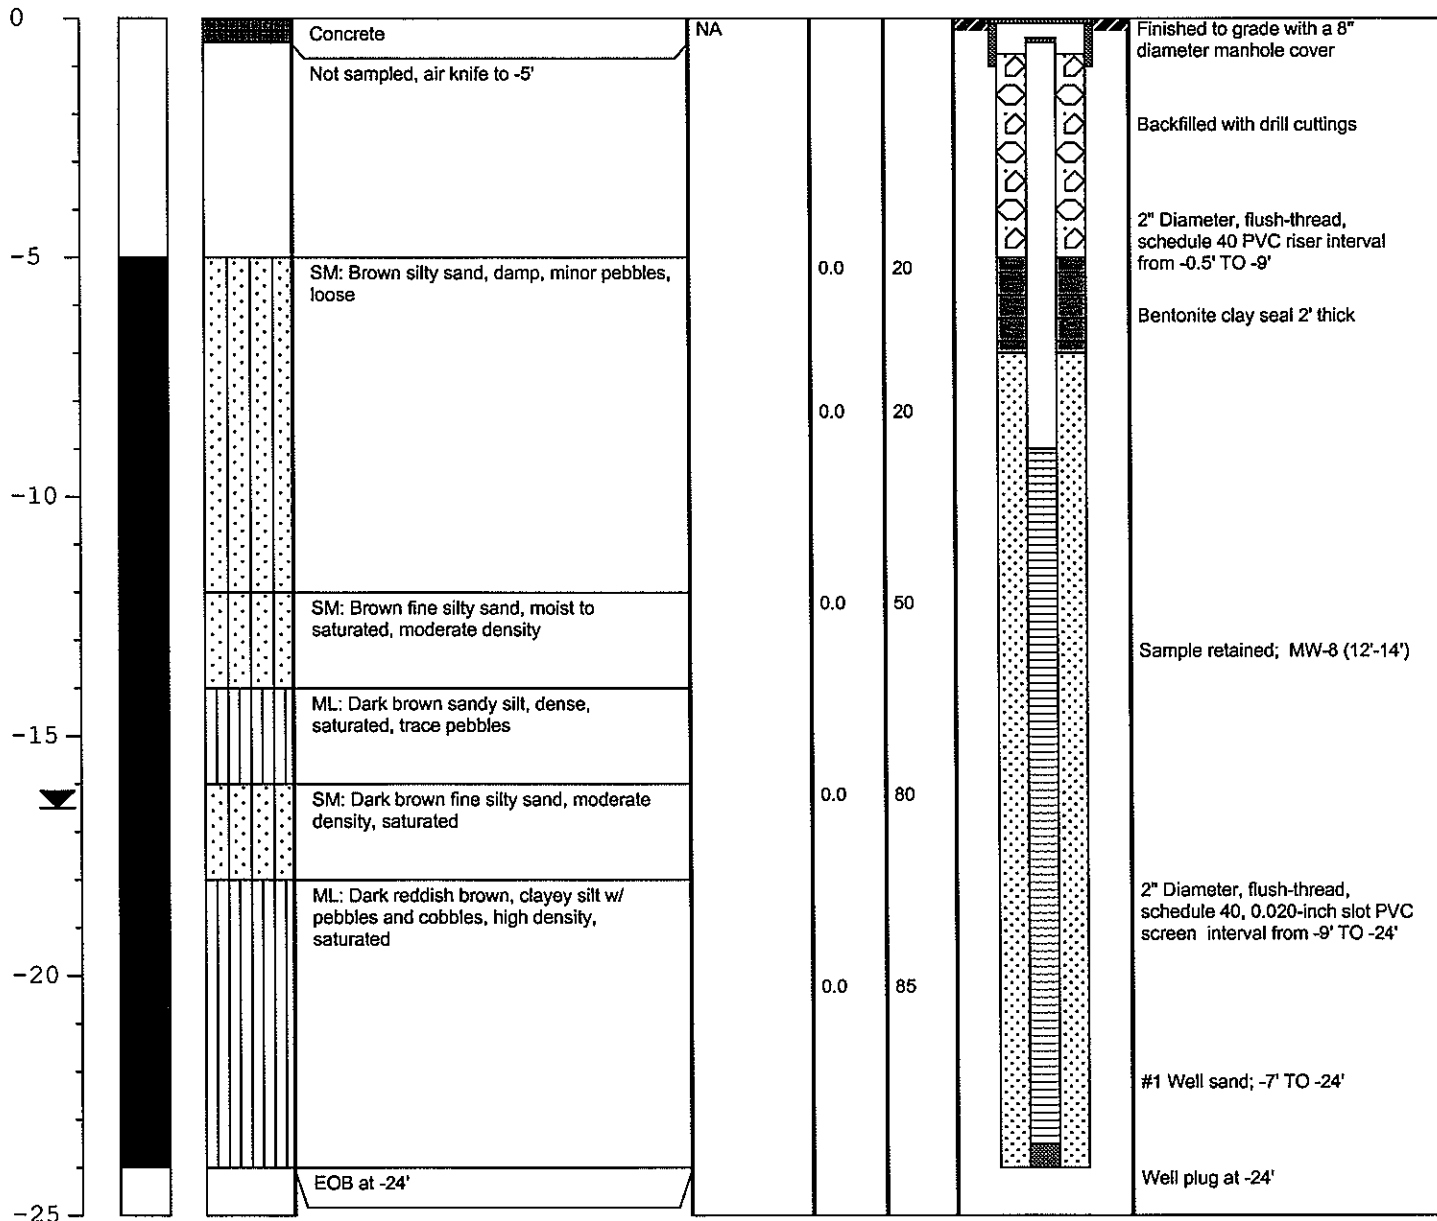 0
Concrete
NA
Finished to grade with a 8"
diameter manhole cover
Not sampled, air knife to -5'
Backfilled with drill cuttings
2" Diameter, flush-thread,
schedule 40 PVC riser interval
from -0.5' TO -9'
-5
SM: Brown silty sand, damp, minor pebbles,
loose
0.0
20
Bentonite clay seal 2' thick
0.0
20
-10
SM: Brown fine silty sand, moist to
saturated, moderate density
0.0
50
Sample retained; MW-8 (12'-14')
ML: Dark brown sandy silt, dense,
saturated, trace pebbles
-15
SM: Dark brown fine silty sand, moderate
density, saturated
0.0
80
ML: Dark reddish brown, clayey silt w/
pebbles and cobbles, high density,
saturated
2" Diameter, flush-thread,
schedule 40, 0.020-inch slot PVC
screen interval from -9' TO -24'
-20
0.0
85
#1 Well sand; -7' TO -24'
EOB at -24'
Well plug at -24'
-25